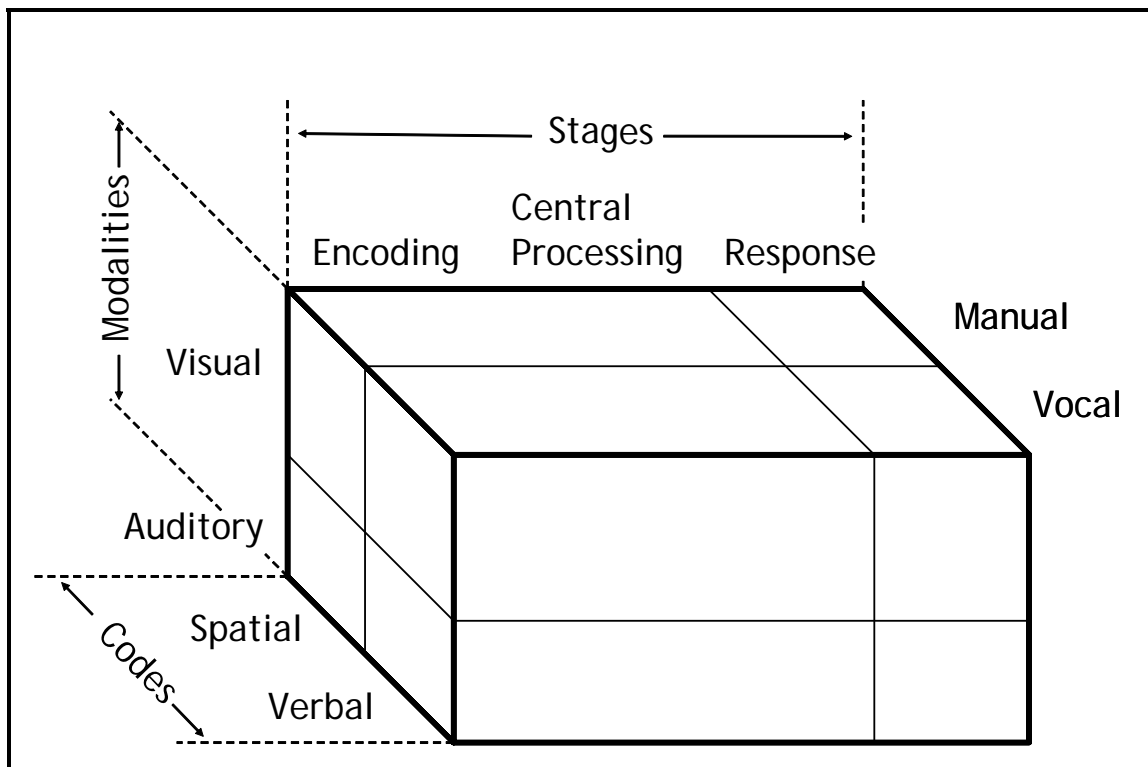 Stages
Modalities
Central
Encoding Processing Response
Manual
Visual
Vocal
Auditory
Spatial
Codes
Verbal